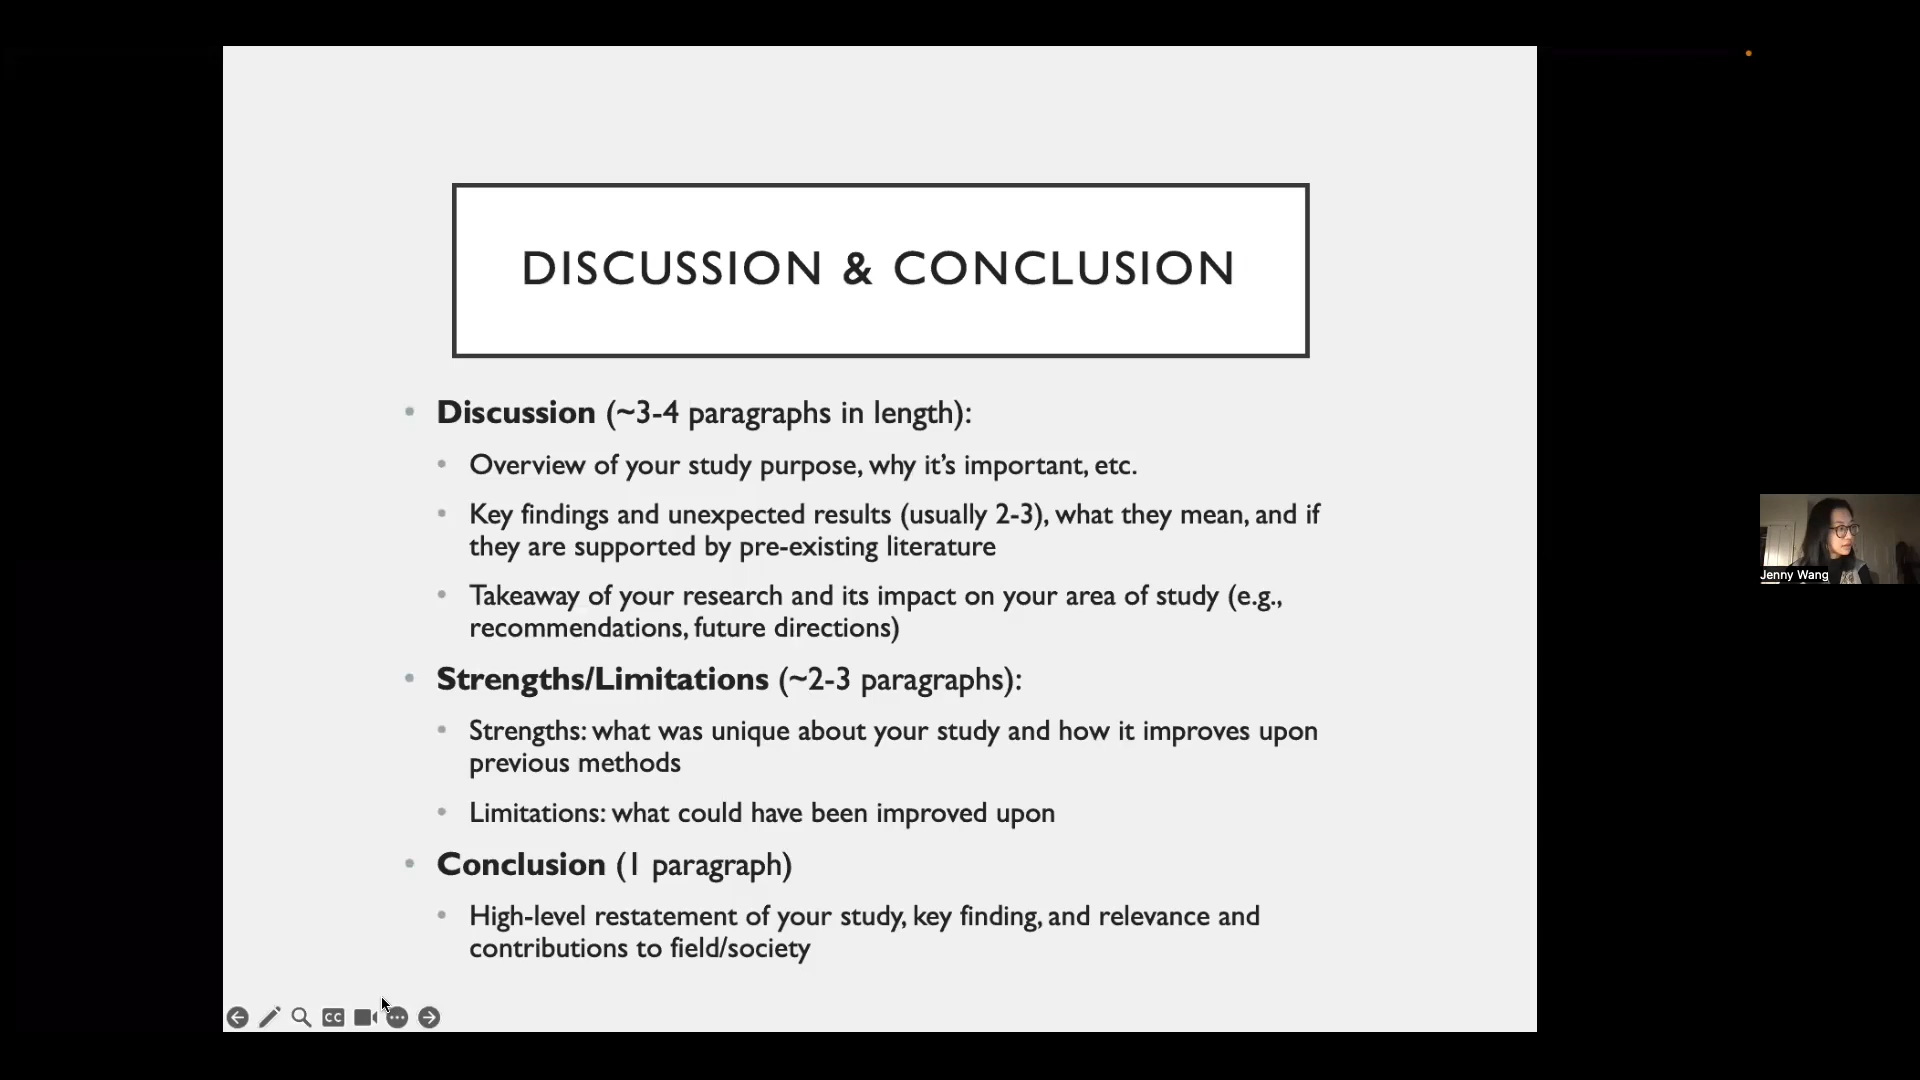 DISCUSSION & CONCLUSION
Discussion (~3-4 paragraphs in length):
Overview of your study purpose, why it’s important, etc.
Key findings and unexpected results (usually 2-3), what they mean, and if
they are supported by pre-existing literature
Takeaway of your research and its impact on your area of study (e.g.,
recommendations, future directions)
Strengths/Limitations (~2-3 paragraphs):
Strengths: what was unique about your study and how it improves upon
previous methods
Limitations: what could have been improved upon
Conclusion (1 paragraph)
High-level restatement of your study, key finding, and relevance and
contributions to field/society
CC
Jenny Wang